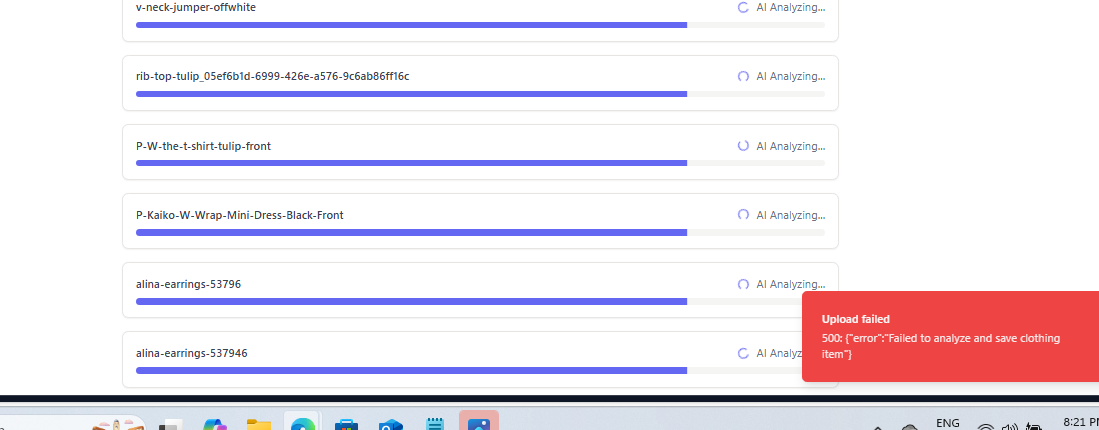 v-neck-jumper-offwhite
AI Analyzing...
rib-top-tulip_05ef6b1d-6999-426e-a576-9c6ab86ff16c
AI Analyzing...
P-W-the-t-shirt-tulip-front
AI Analyzing...
P-Kaiko-W-Wrap-Mini-Dress-Black-Front
AI Analyzing...
alina-earrings-53796
AI Analyzing...
alina-earrings-537946
AI Analyz
Upload failed
500: {"error":"Failed to analyze and save clothing
item"}
ENG
8:21 PM